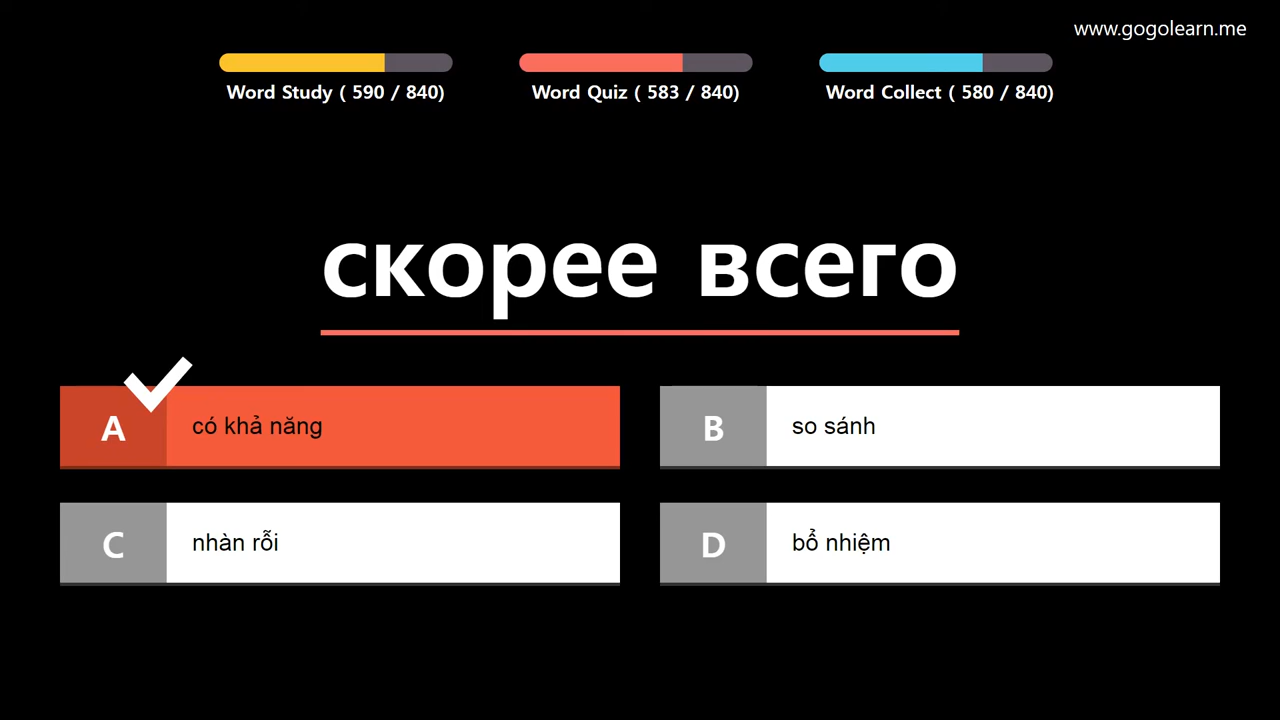 www.gogolearn.me
Word Study ( 590 / 840)
Word Quiz ( 583 / 840)
Word Collect ( 580 / 840)
скорее всего
A
có khả năng
B
so sánh
C
nhàn rỗi
D
bổ nhiệm